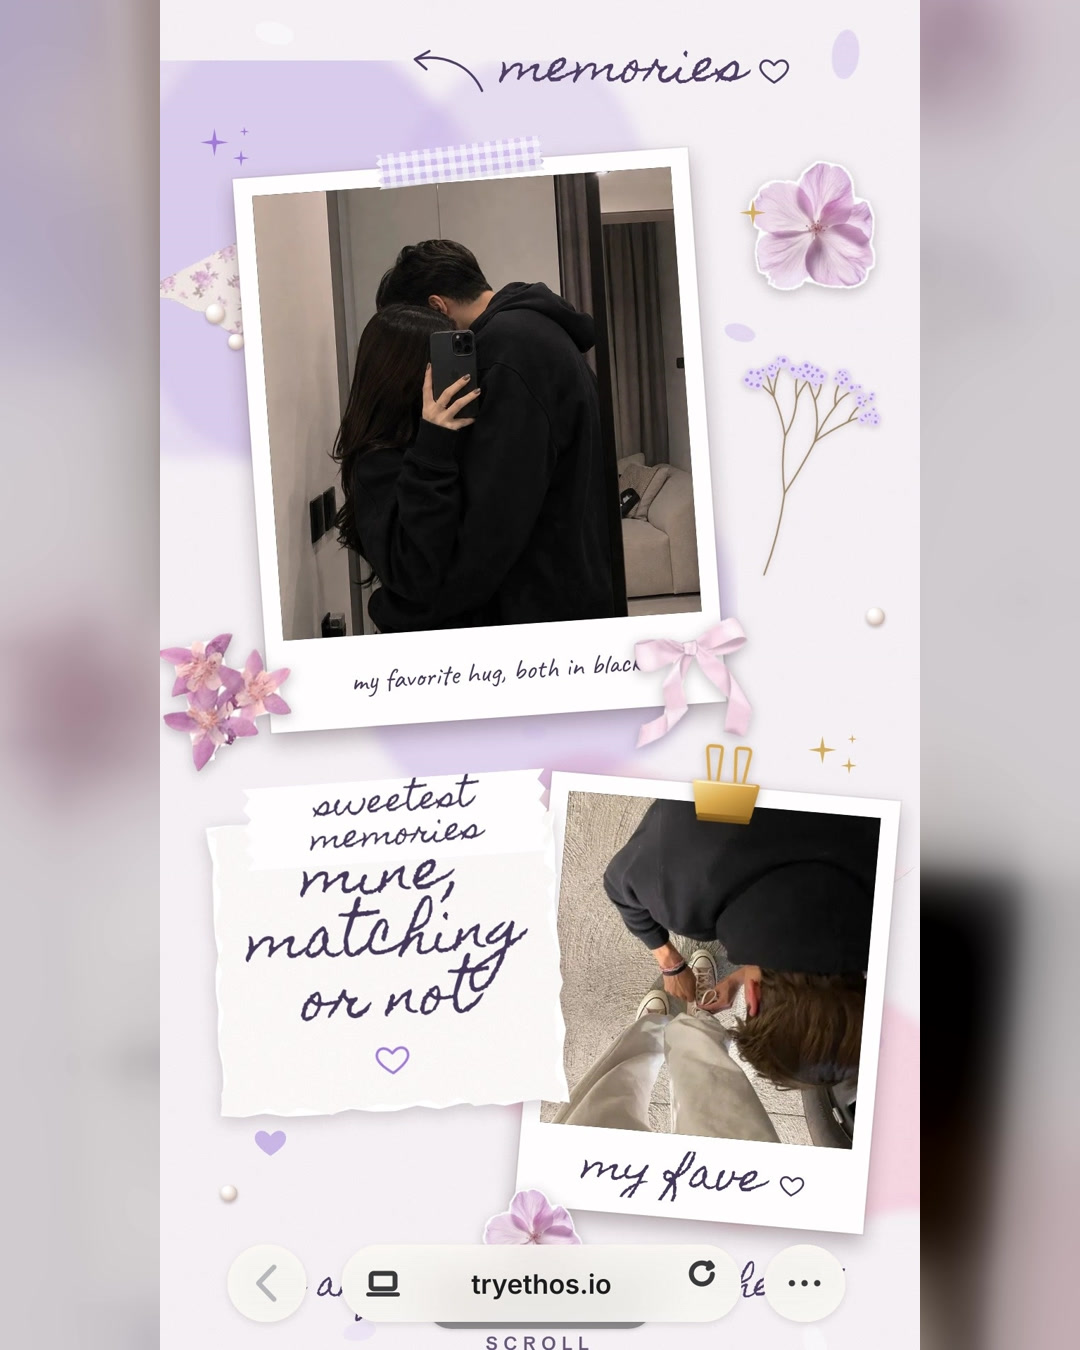 memories
my favorite hug, both in black
sweetest
memories
mine,
matching
or not
my fave
tryethos.io
SCROLL